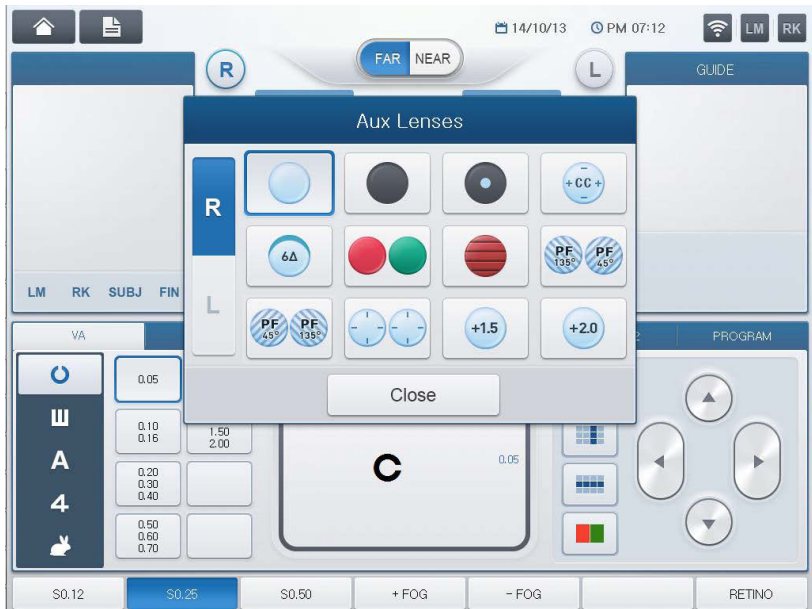 14/10/13
PM 07:12
LM
RK
R
FAR
NEAR
L
GUIDE
Aux Lenses
R
L
+CC+
6Δ
PF 135°
PF 45°
PF 45°
PF 135°
+1.5
+2.0
Close
LM
RK
SUBJ
FIN
VA
2
PROGRAM
Ш
A
4
0.05
0.10
0.16
0.20
0.30
0.40
0.50
0.60
0.70
1.50
2.00
C
0.05
S0.12
S0.25
S0.50
+ FOG
- FOG
RETINO